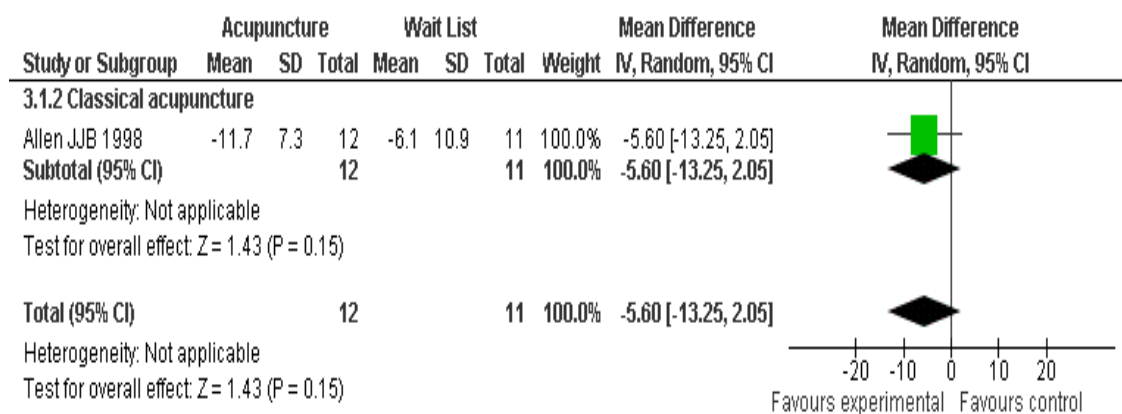 Acupuncture Wait List Mean Difference Mean Difference
Study or Subgroup Mean SD Total Mean SD Total Weight IV, Random, 95% CI IV, Random, 95% CI
3.1.2 Classical acupuncture
Allen JJB 1998 -11.7 7.3 12 -6.1 10.9 11 100.0% -5.60 [-13.25, 2.05]
Subtotal (95% CI) 12 11 100.0% -5.60 [-13.25, 2.05]
Heterogeneity: Not applicable
Test for overall effect: Z = 1.43 (P = 0.15)
Total (95% CI) 12 11 100.0% -5.60 [-13.25, 2.05]
Heterogeneity: Not applicable
Test for overall effect: Z = 1.43 (P = 0.15)
-20 -10 0 10 20
Favours experimental Favours control